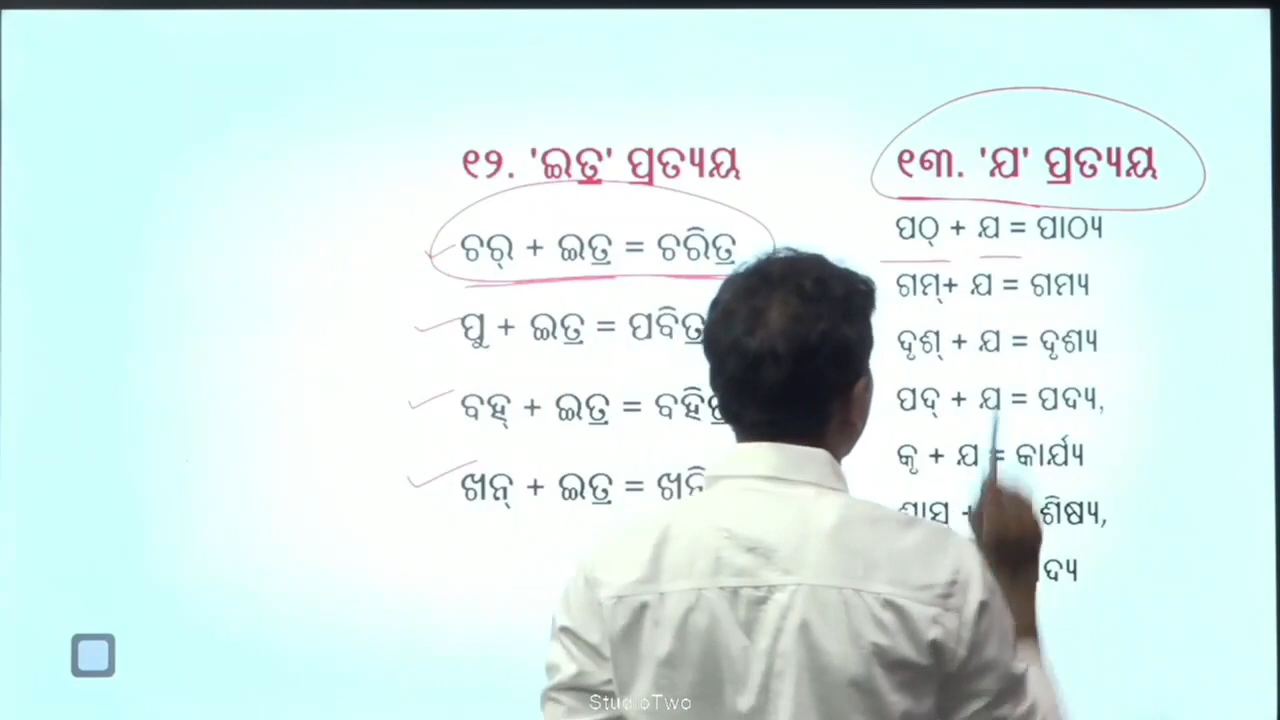 ୧୨. 'ଇତ୍ର' ପ୍ରତ୍ୟୟ
ଚର୍ + ଇତ୍ର = ଚରିତ୍ର
ପୁ + ଇତ୍ର = ପବିତ୍ର
ବହ୍ + ଇତ୍ର = ବହିତ୍ର
ଖନ୍ + ଇତ୍ର =
୧୩. 'ଯ' ପ୍ରତ୍ୟୟ
ପଠ୍ + ଯ = ପାଠ୍ୟ
ଗମ୍+ ଯ = ଗମ୍ୟ
ଦୃଶ୍ + ଯ = ଦୃଶ୍ୟ
ପଦ୍ + ଯ = ପଦ୍ୟ,
କୃ + ଯ = କାର୍ଯ୍ୟ
ଶାସ + ଶିଷ୍ୟ,
StudioTwo